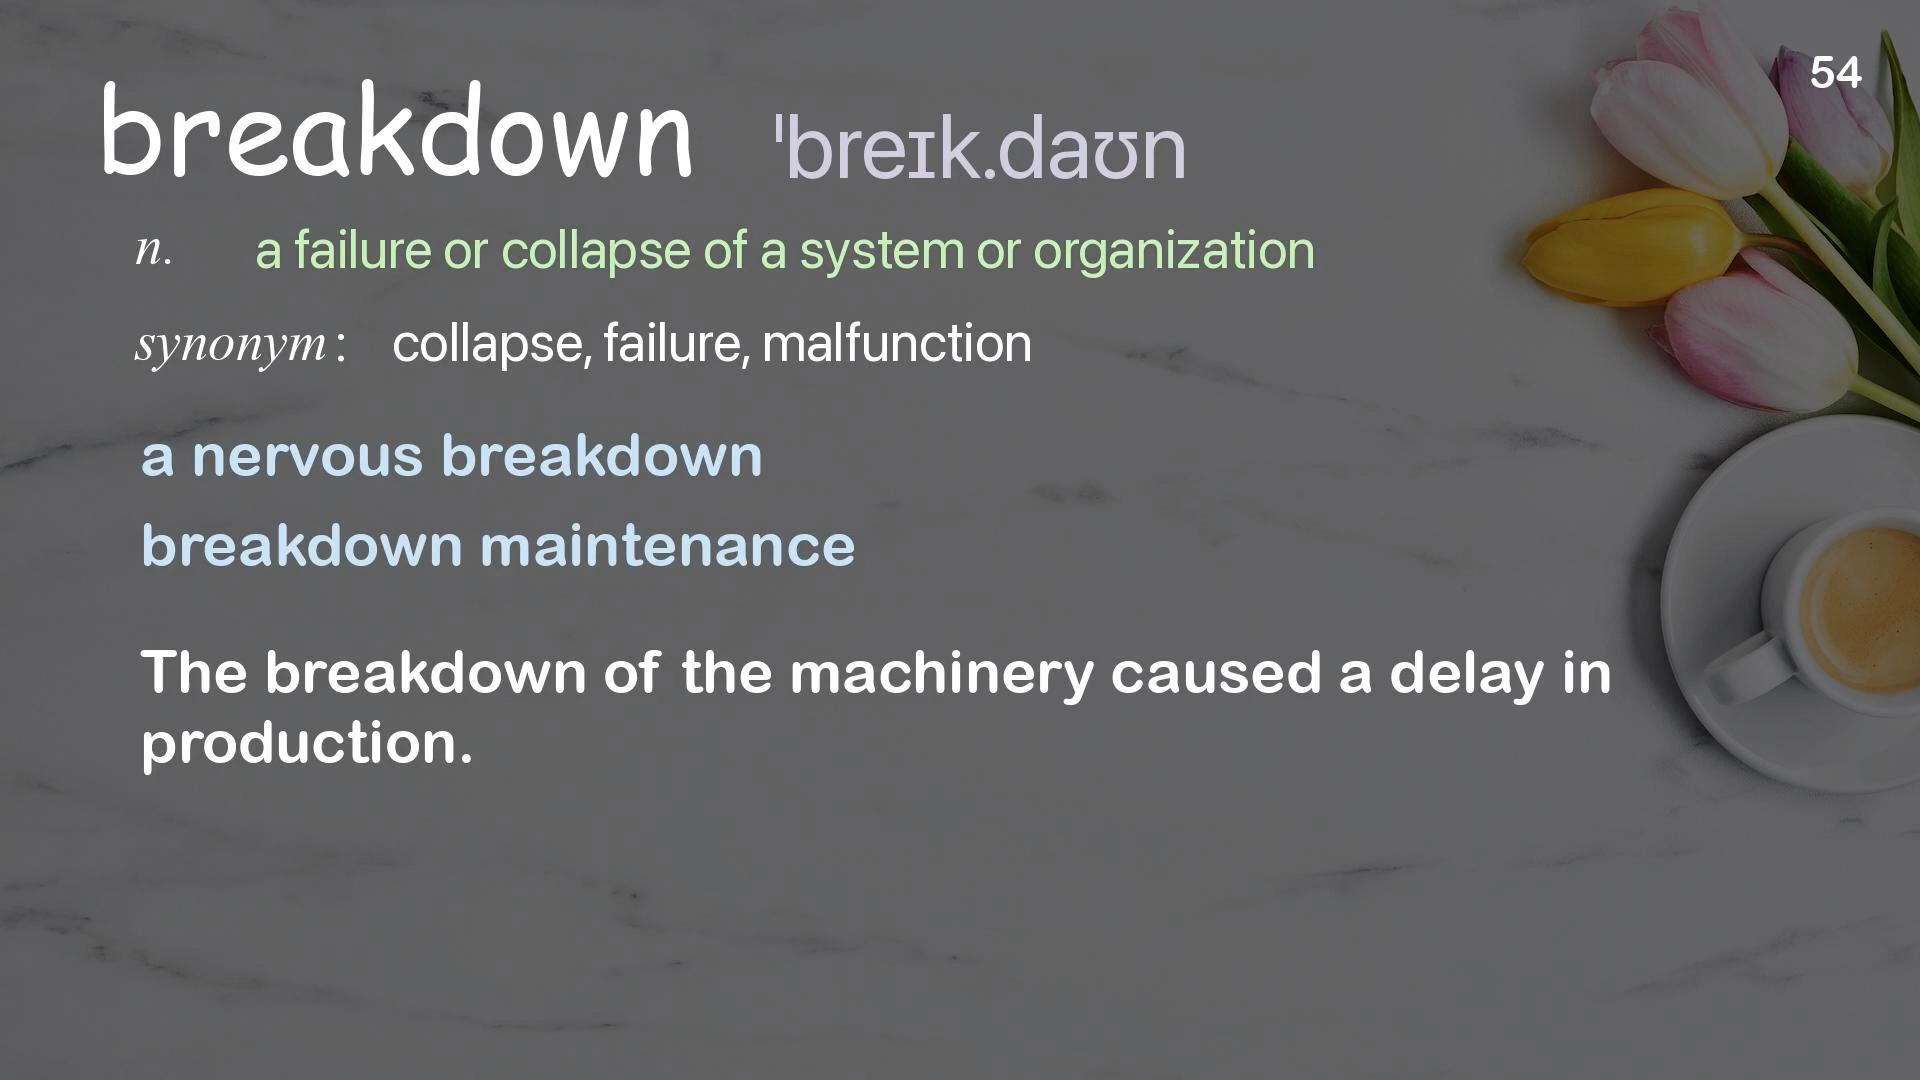 54
breakdown ˈbreɪk.daʊn
n. a failure or collapse of a system or organization
synonym: collapse, failure, malfunction
a nervous breakdown
breakdown maintenance
The breakdown of the machinery caused a delay in
production.